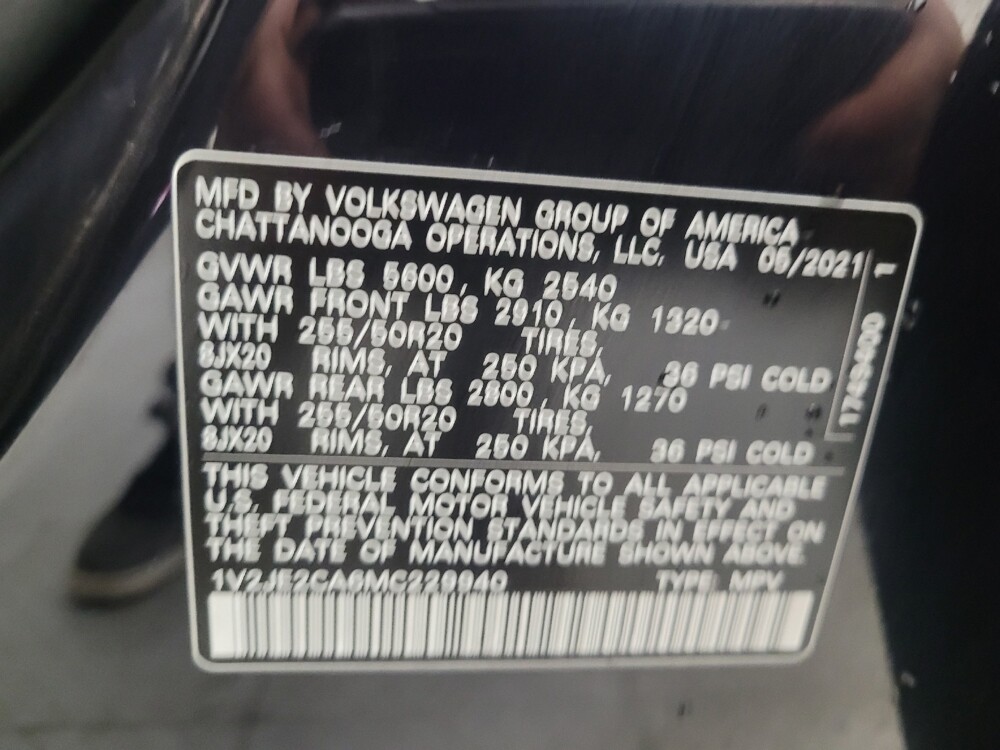 MFD BY VOLKSWAGEN GROUP OF AMERICA
CHATTANOOGA OPERATIONS, LLC, USA 05/2021
GVWR LBS 5600, KG 2540
GAWR FRONT LBS 2910, KG 1320
WITH 255/50R20 TIRES,
8JX20 RIMS, AT 250 KPA, 36 PSI COLD
GAWR REAR LBS 2800, KG 1270
WITH 255/50R20 TIRES,
8JX20 RIMS, AT 250 KPA, 36 PSI COLD
THIS VEHICLE CONFORMS TO ALL APPLICABLE
U.S. FEDERAL MOTOR VEHICLE SAFETY AND
THEFT PREVENTION STANDARDS IN EFFECT ON
THE DATE OF MANUFACTURE SHOWN ABOVE.
TYPE: MPV
1